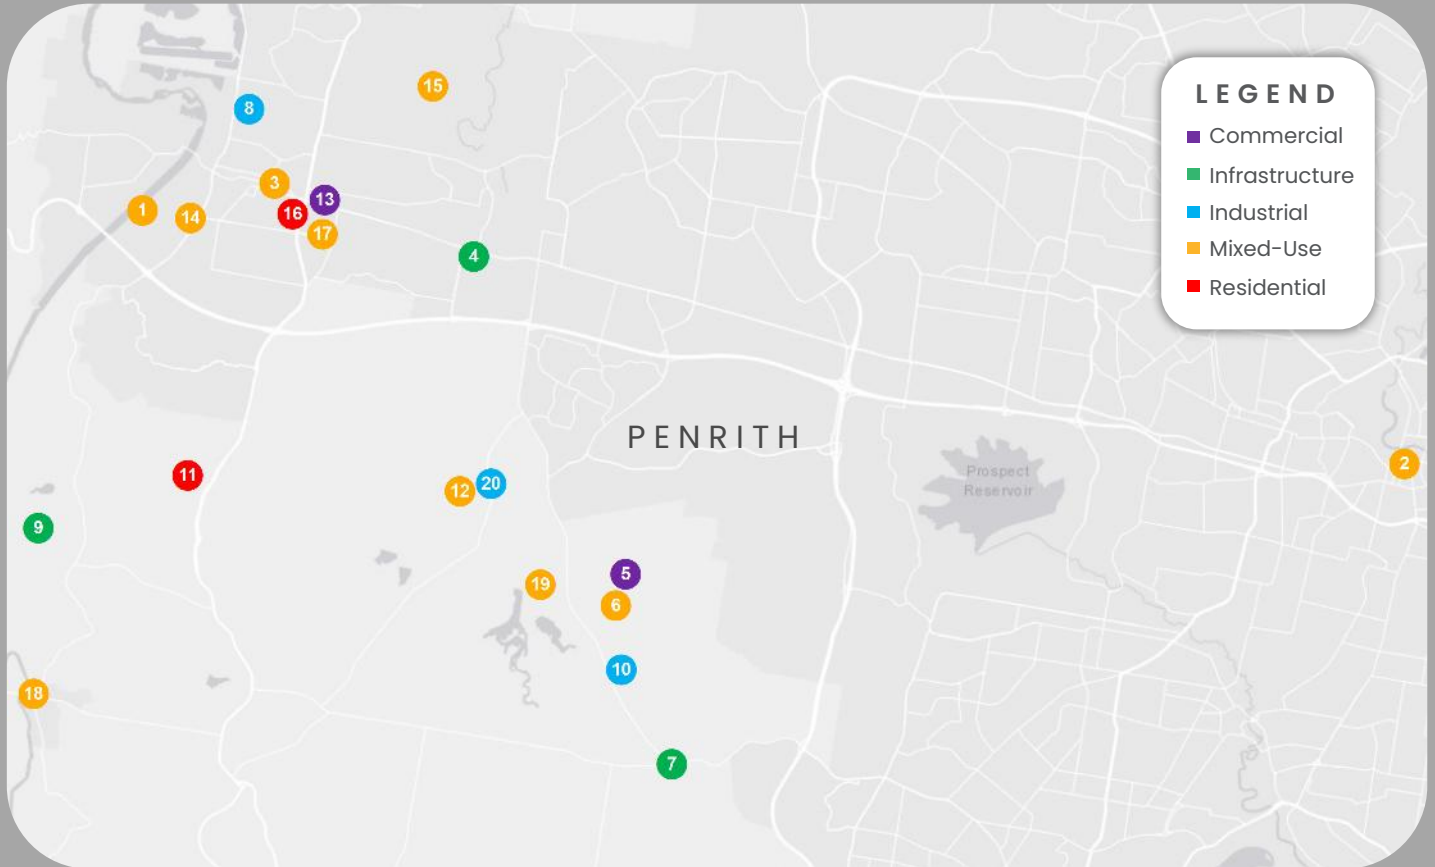 15
8
LEGEND
Commercial
Infrastructure
Industrial
Mixed-Use
Residential
3
13
1
14
16
17
4
PENRITH
2
Prospect
Reservoir
11
12
20
9
19
5
6
10
18
7